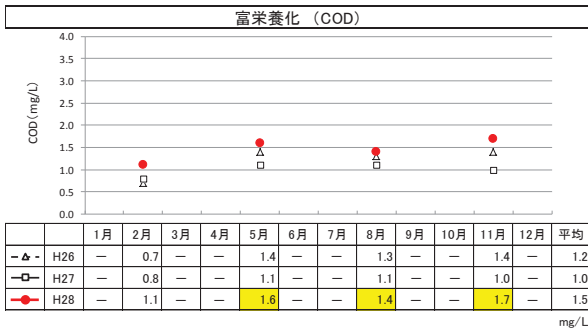 富栄養化 （COD）
COD(mg/L)
4.0
3.5
3.0
2.5
2.0
1.5
1.0
0.5
0.0
1月 2月 3月 4月 5月 6月 7月 8月 9月 10月 11月 12月 平均
H26 ― 0.7 ― ― 1.4 ― ― 1.3 ― ― 1.4 ― 1.2
H27 ― 0.8 ― ― 1.1 ― ― 1.1 ― ― 1.0 ― 1.0
H28 ― 1.1 ― ― 1.6 ― ― 1.4 ― ― 1.7 ― 1.5
mg/L